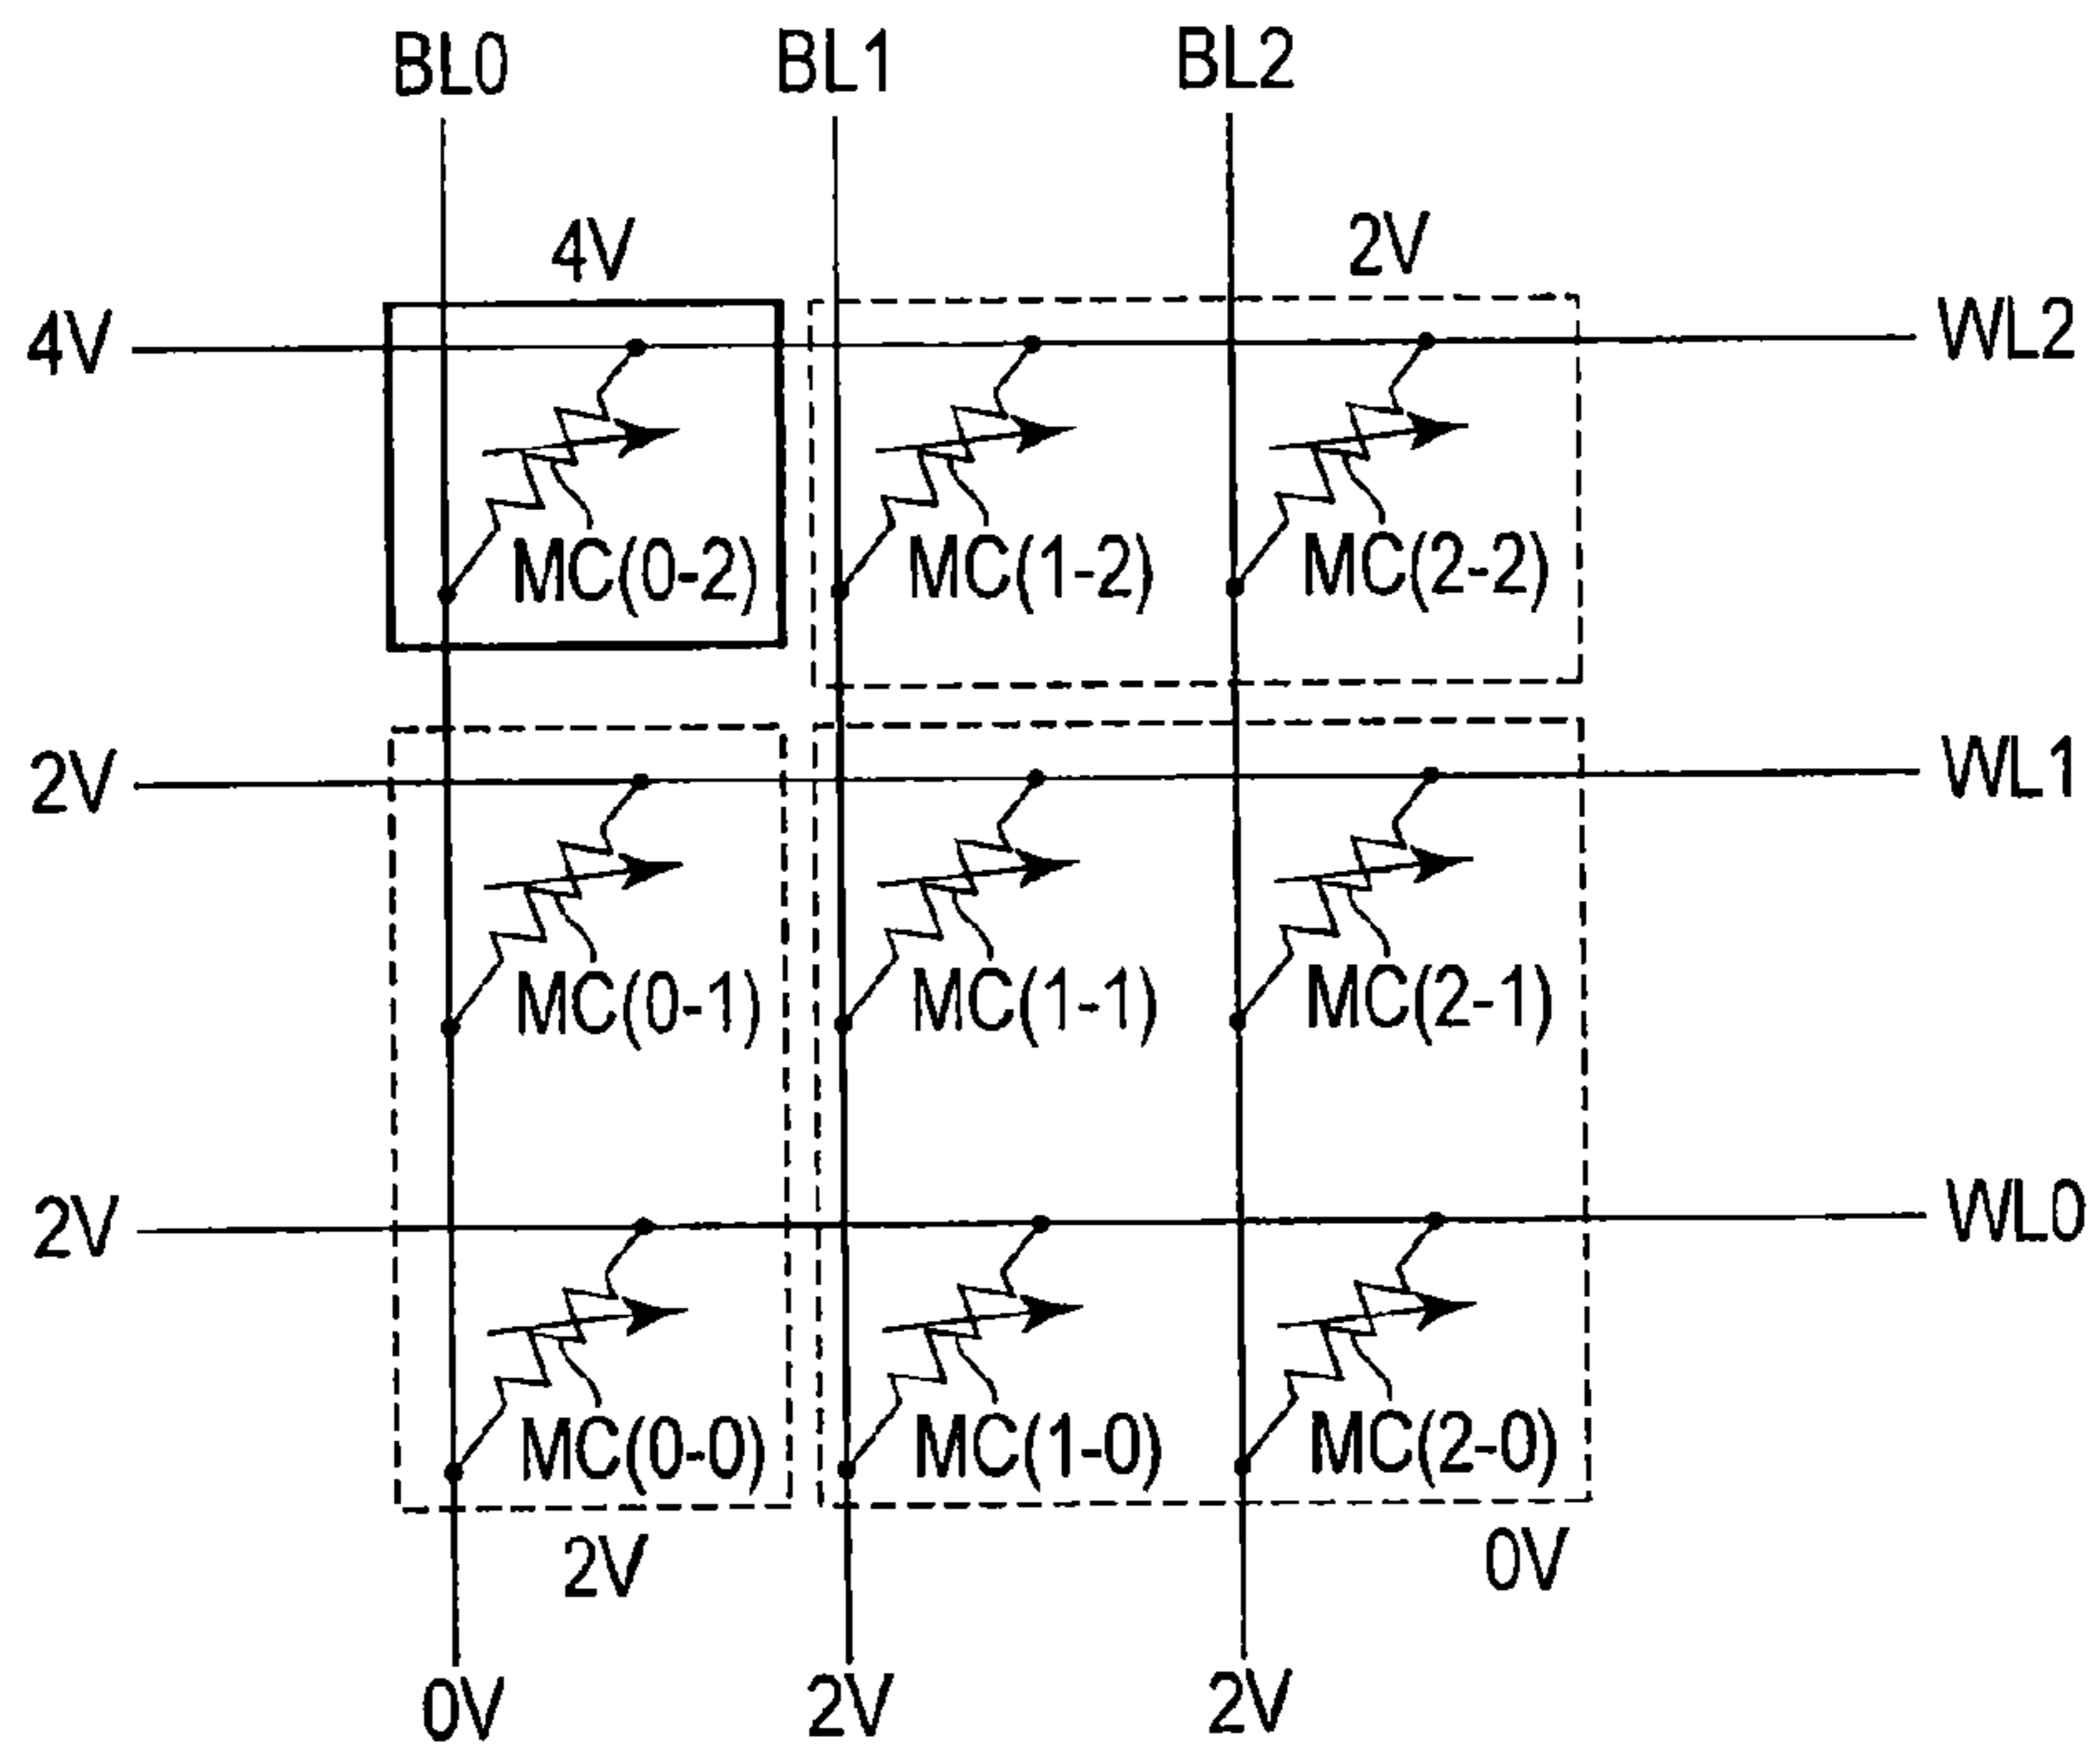 BL0 BL1 BL2
4V 2V
4V WL2
MC(0-2) MC(1-2) MC(2-2)
2V WL1
MC(0-1) MC(1-1) MC(2-1)
2V WL0
MC(0-0) MC(1-0) MC(2-0)
2V 0V
0V 2V 2V